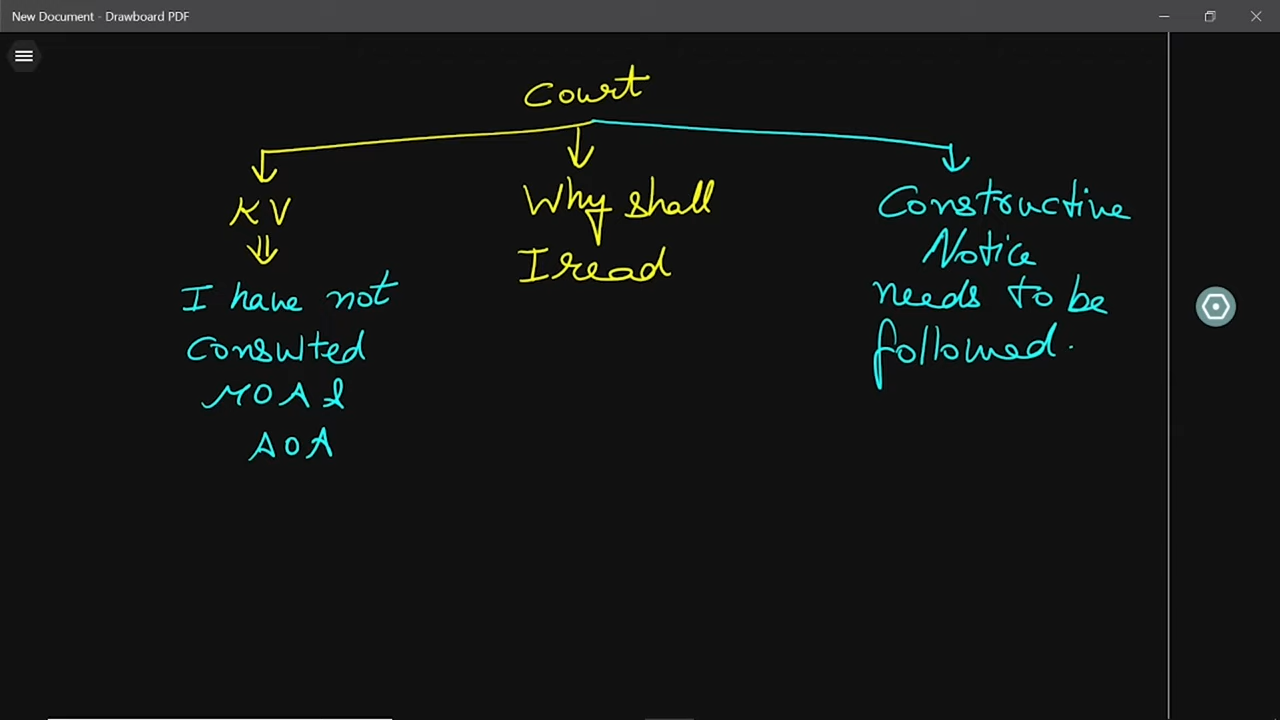 New Document - Drawboard PDF
Court
KV
I have not
Consulted
MOA &
AOA
Why shall
I read
Constructive
Notice
needs to be
followed.